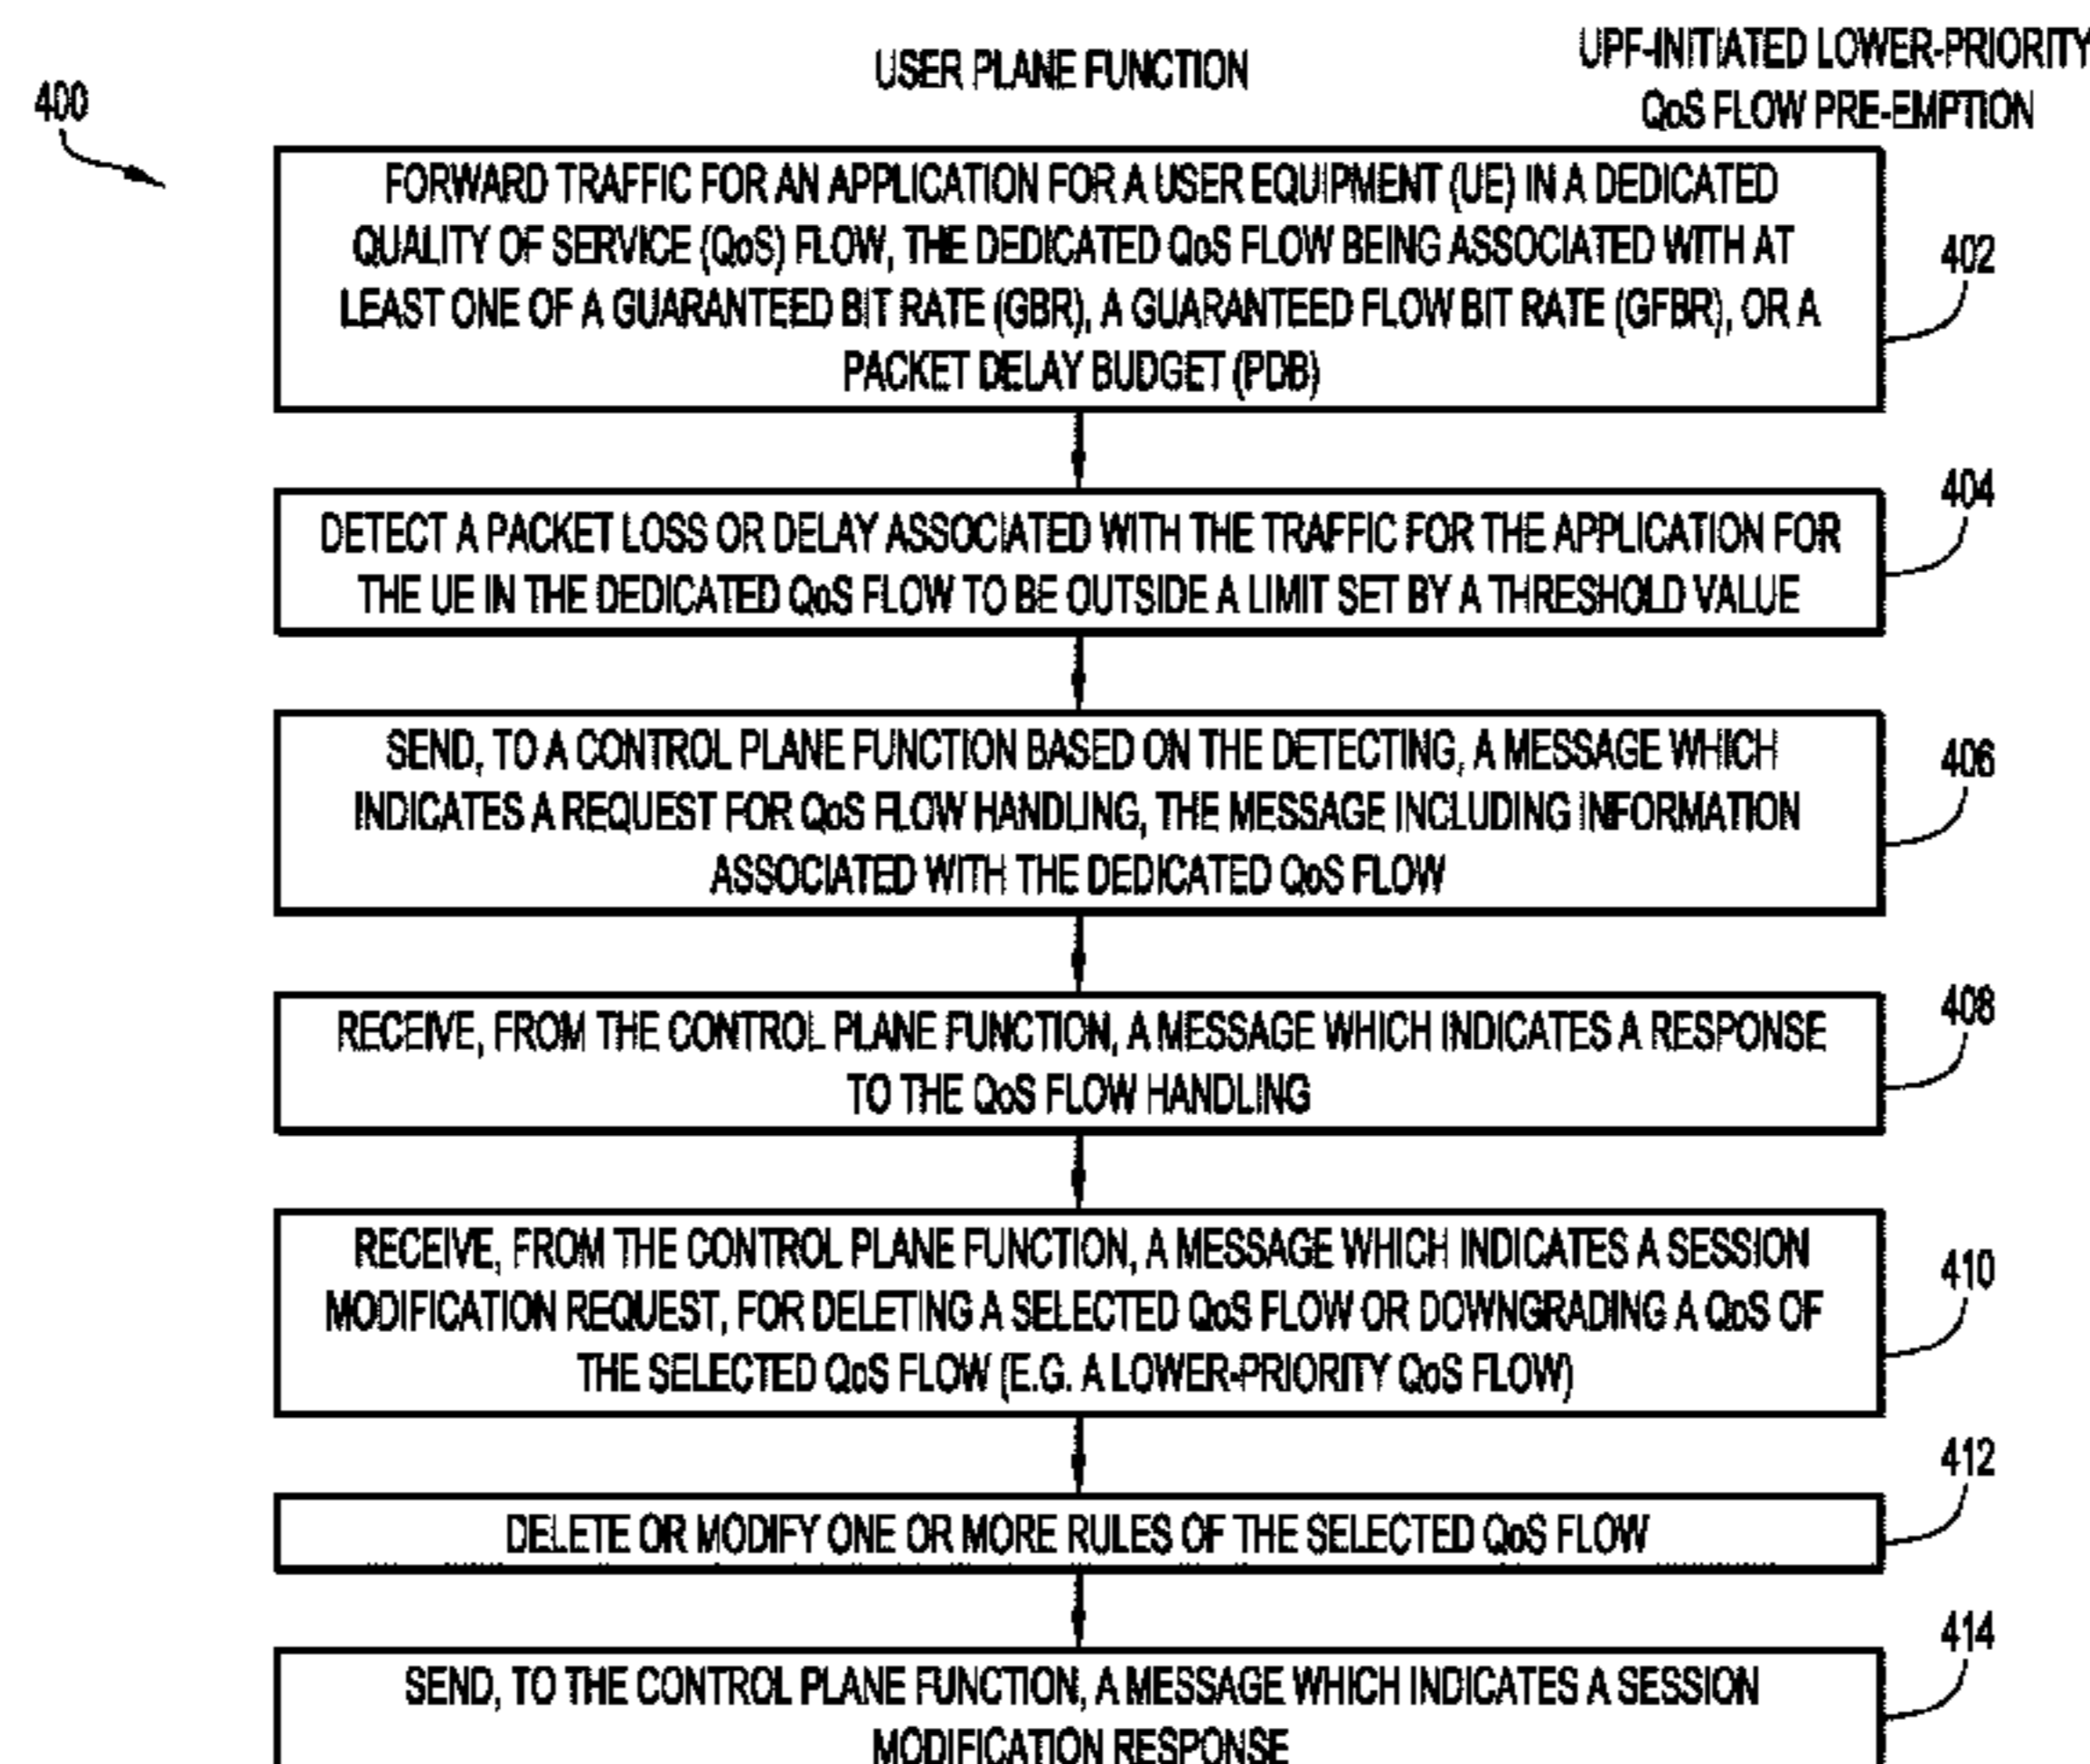 USER PLANE FUNCTION
UPF-INITIATED LOWER-PRIORITY
QoS FLOW PRE-EMPTION
400
FORWARD TRAFFIC FOR AN APPLICATION FOR A USER EQUIPMENT (UE) IN A DEDICATED
QUALITY OF SERVICE (QoS) FLOW, THE DEDICATED QoS FLOW BEING ASSOCIATED WITH AT
LEAST ONE OF A GUARANTEED BIT RATE (GBR), A GUARANTEED FLOW BIT RATE (GFBR), OR A
PACKET DELAY BUDGET (PDB)
402
DETECT A PACKET LOSS OR DELAY ASSOCIATED WITH THE TRAFFIC FOR THE APPLICATION FOR
THE UE IN THE DEDICATED QoS FLOW TO BE OUTSIDE A LIMIT SET BY A THRESHOLD VALUE
404
SEND, TO A CONTROL PLANE FUNCTION BASED ON THE DETECTING, A MESSAGE WHICH
INDICATES A REQUEST FOR QoS FLOW HANDLING, THE MESSAGE INCLUDING INFORMATION
ASSOCIATED WITH THE DEDICATED QoS FLOW
406
RECEIVE, FROM THE CONTROL PLANE FUNCTION, A MESSAGE WHICH INDICATES A RESPONSE
TO THE QoS FLOW HANDLING
408
RECEIVE, FROM THE CONTROL PLANE FUNCTION, A MESSAGE WHICH INDICATES A SESSION
MODIFICATION REQUEST, FOR DELETING A SELECTED QoS FLOW OR DOWNGRADING A QoS OF
THE SELECTED QoS FLOW (E.G. A LOWER-PRIORITY QoS FLOW)
410
DELETE OR MODIFY ONE OR MORE RULES OF THE SELECTED QoS FLOW
412
SEND, TO THE CONTROL PLANE FUNCTION, A MESSAGE WHICH INDICATES A SESSION
MODIFICATION RESPONSE
414